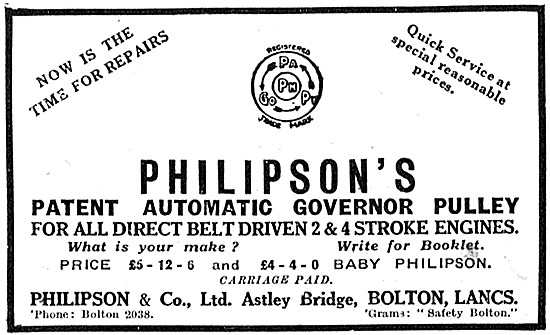 NOW IS THE
TIME FOR REPAIRS
Quick Service at
special reasonable
prices.
REGISTERED
PA
PH
GO
PY
TRADE MARK
PHILIPSON'S
PATENT AUTOMATIC GOVERNOR PULLEY
FOR ALL DIRECT BELT DRIVEN 2 & 4 STROKE ENGINES.
What is your make? Write for Booklet.
PRICE £5-12-6 and £4-4-0 BABY PHILIPSON.
CARRIAGE PAID.
PHILIPSON & Co., Ltd. Astley Bridge, BOLTON, LANCS.
'Phone: Bolton 2038. 'Grams: "Safety Bolton."